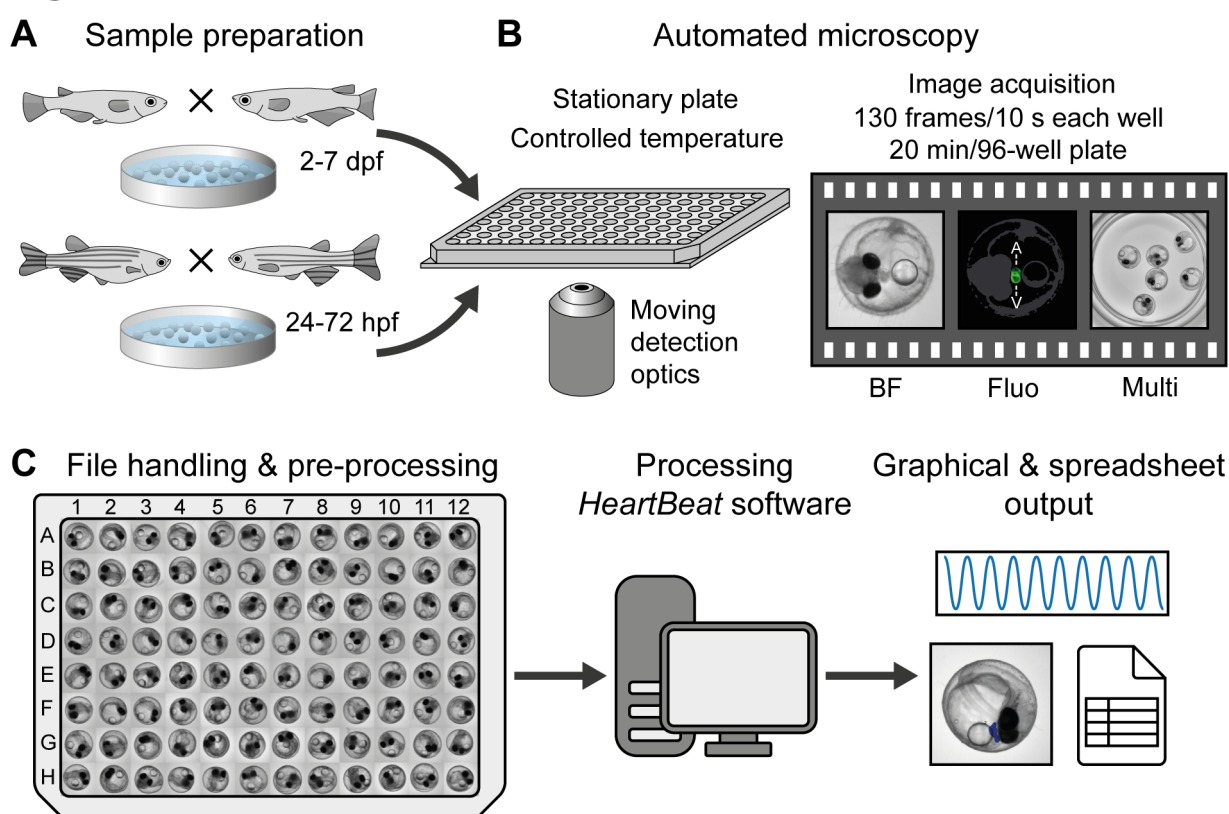 A Sample preparation
2-7 dpf
24-72 hpf
B Automated microscopy
Stationary plate
Controlled temperature
Moving
detection
optics
Image acquisition
130 frames/10 s each well
20 min/96-well plate
A
V
BF Fluo Multi
C File handling & pre-processing
1 2 3 4 5 6 7 8 9 10 11 12
A
B
C
D
E
F
G
H
Processing
HeartBeat software
Graphical & spreadsheet
output